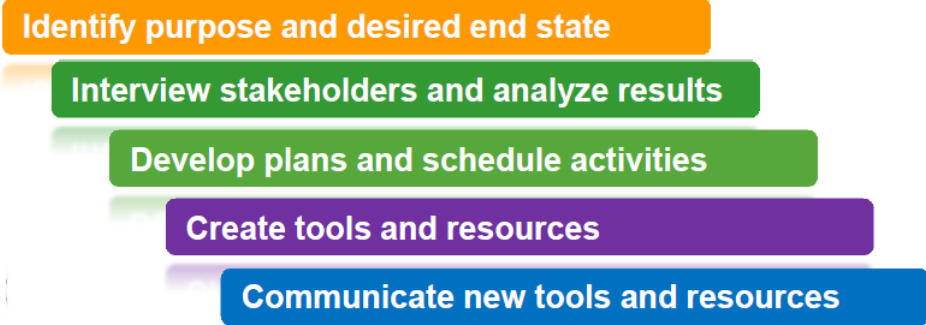 Identify purpose and desired end state
Interview stakeholders and analyze results
Develop plans and schedule activities
Create tools and resources
Communicate new tools and resources